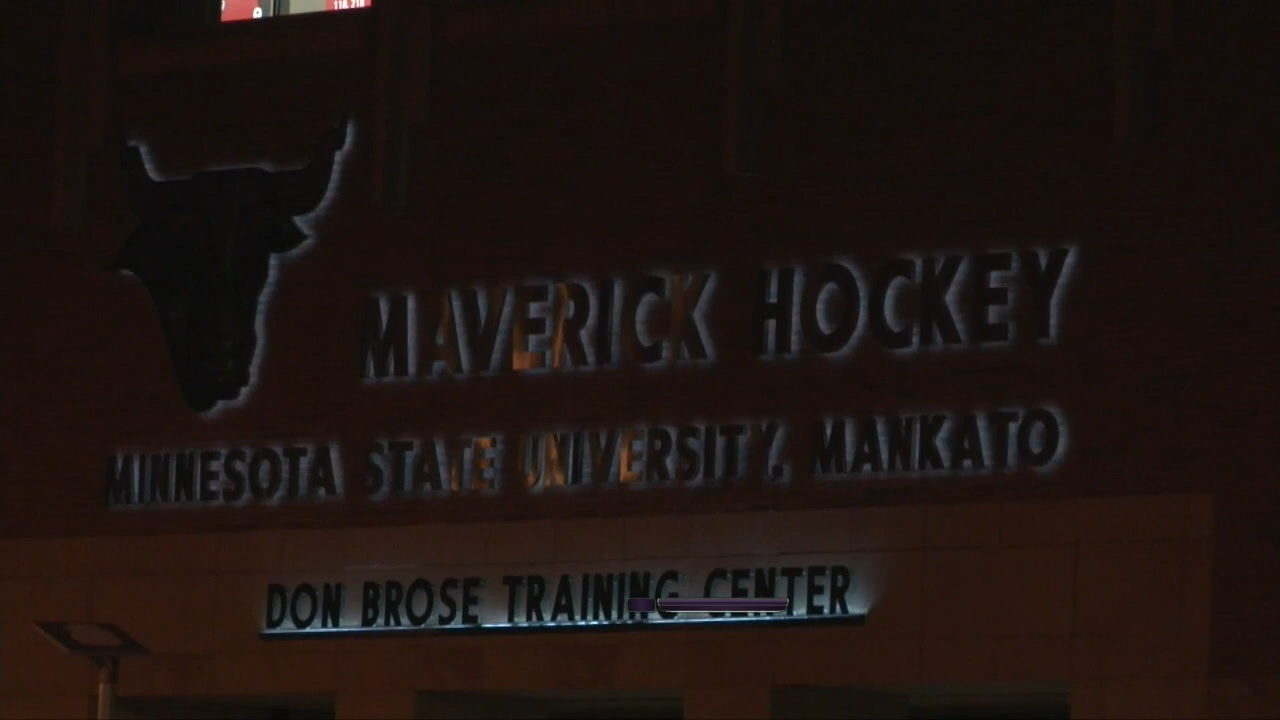 MAVERICK HOCKEY
MINNESOTA STATE UNIVERSITY, MANKATO
DON BROSE TRAINING CENTER